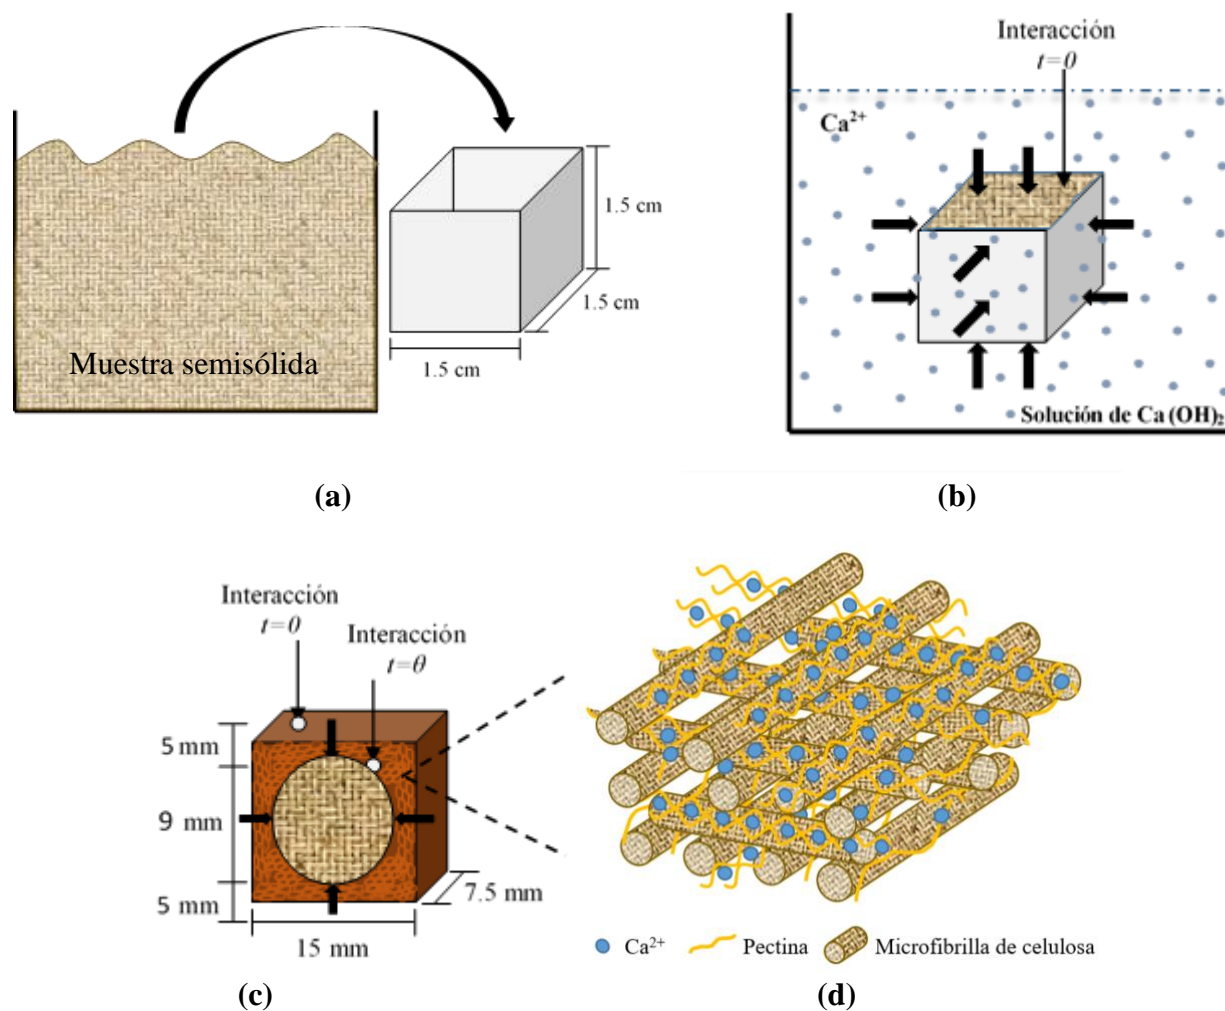 Muestra semisólida
1.5 cm
1.5 cm
1.5 cm
(a)
Interacción
t=0
Ca2+
Solución de Ca (OH)2
(b)
Interacción
t=0
Interacción
t=θ
5 mm
9 mm
5 mm
7.5 mm
15 mm
(c)
Ca2+
Pectina
Microfibrilla de celulosa
(d)